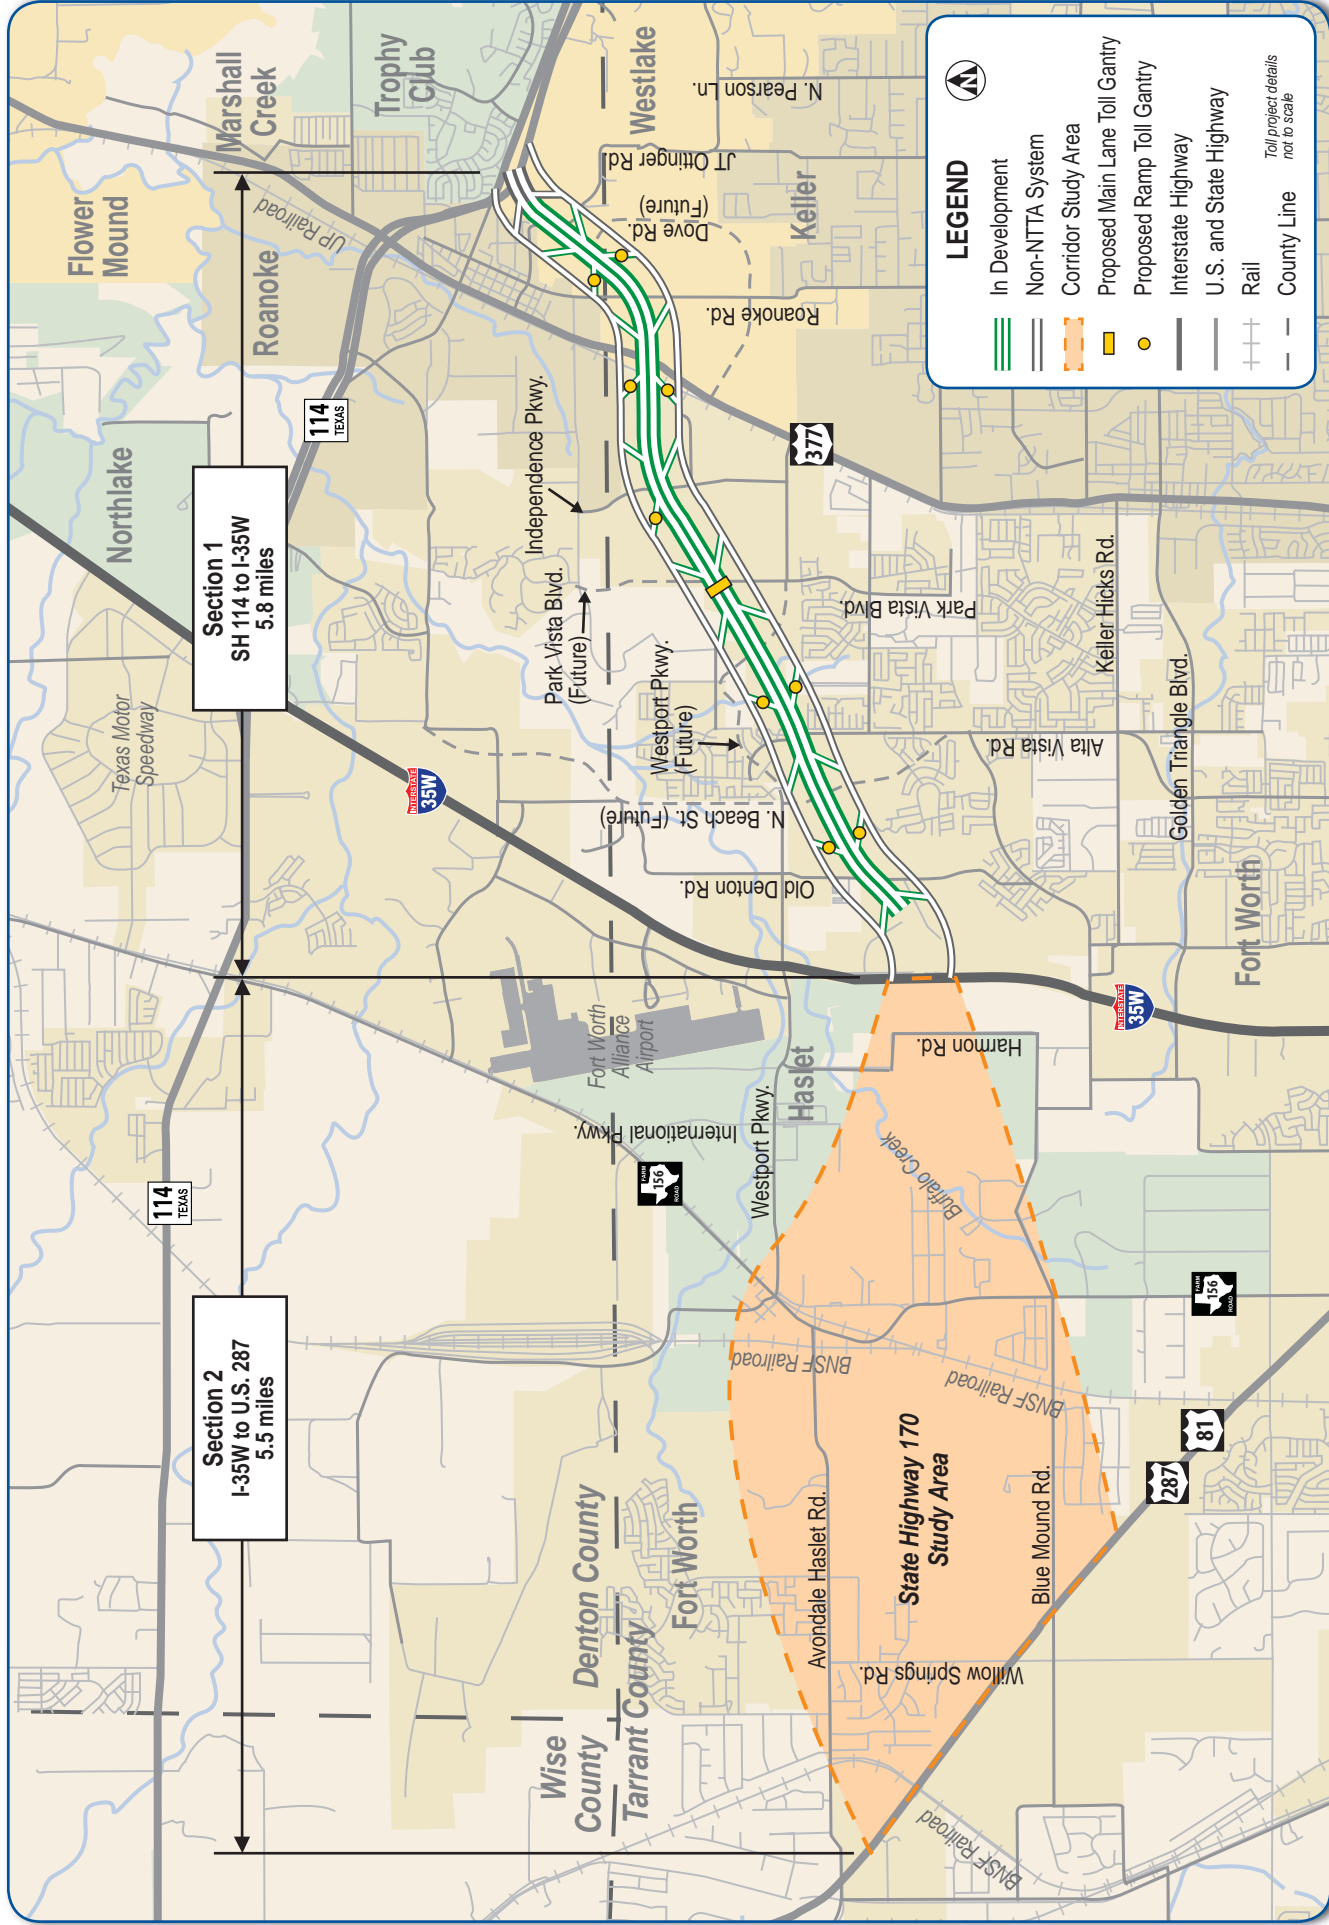 Section 2
I-35W to U.S. 287
5.5 miles
Section 1
SH 114 to I-35W
5.8 miles
114
TEXAS
114
TEXAS
Texas Motor
Speedway
Northlake
Flower
Mound
Roanoke
Marshall
Creek
Trophy
Club
Westlake
Keller
UP Railroad
INTERSTATE
35W
Wise
County
Denton County
Tarrant County
Fort Worth
Fort Worth
Alliance
Airport
International Pkwy.
FARM
156
ROAD
Westport Pkwy.
Haslet
Harmon Rd.
Buffalo Creek
BNSF Railroad
BNSF Railroad
BNSF Railroad
Avondale Haslet Rd.
State Highway 170
Study Area
Blue Mound Rd.
Willow Springs Rd.
287
81
FARM
156
ROAD
INTERSTATE
35W
Fort Worth
Old Denton Rd.
N. Beach St. (Future)
Westport Pkwy.
(Future)
Park Vista Blvd.
(Future)
Independence Pkwy.
Alta Vista Rd.
Park Vista Blvd.
Keller Hicks Rd.
Golden Triangle Blvd.
377
Roanoke Rd.
Dove Rd.
(Future)
JT Ottinger Rd.
N. Pearson Ln.
LEGEND
N
In Development
Non-NTTA System
Corridor Study Area
Proposed Main Lane Toll Gantry
Proposed Ramp Toll Gantry
Interstate Highway
U.S. and State Highway
Rail
County Line
Toll project details
not to scale